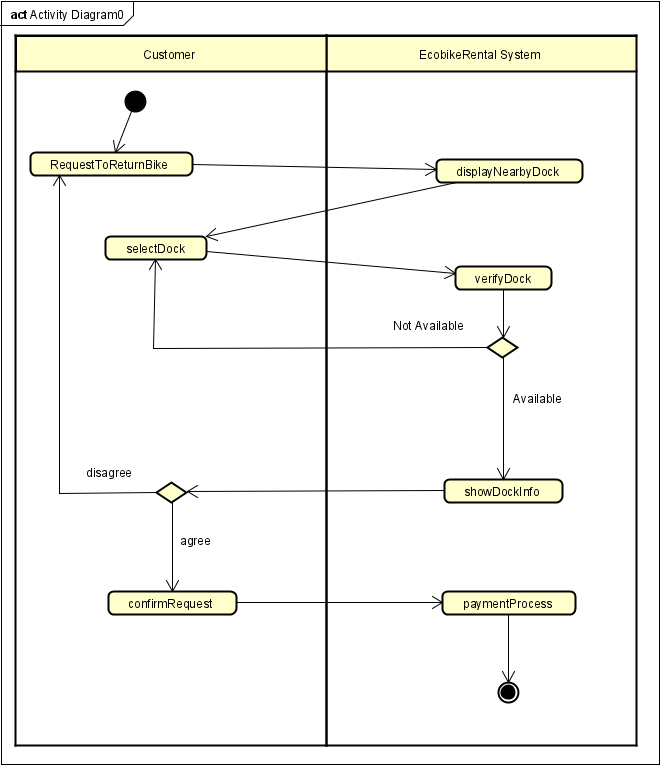 act Activity Diagram0
Customer
EcobikeRental System
RequestToReturnBike
displayNearbyDock
selectDock
verifyDock
Not Available
Available
disagree
showDockInfo
agree
confirmRequest
paymentProcess